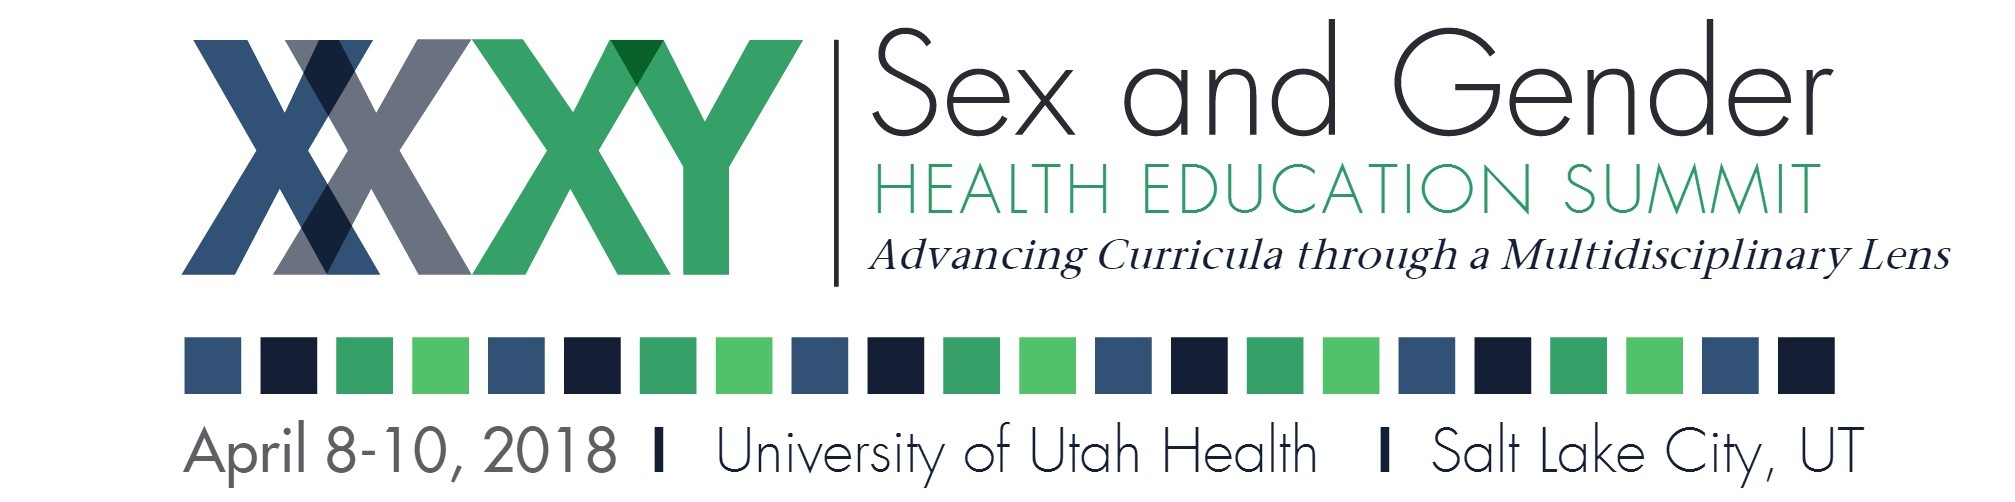 XXXY
Sex and Gender
HEALTH EDUCATION SUMMIT
Advancing Curricula through a Multidisciplinary Lens
April 8-10, 2018 | University of Utah Health | Salt Lake City, UT